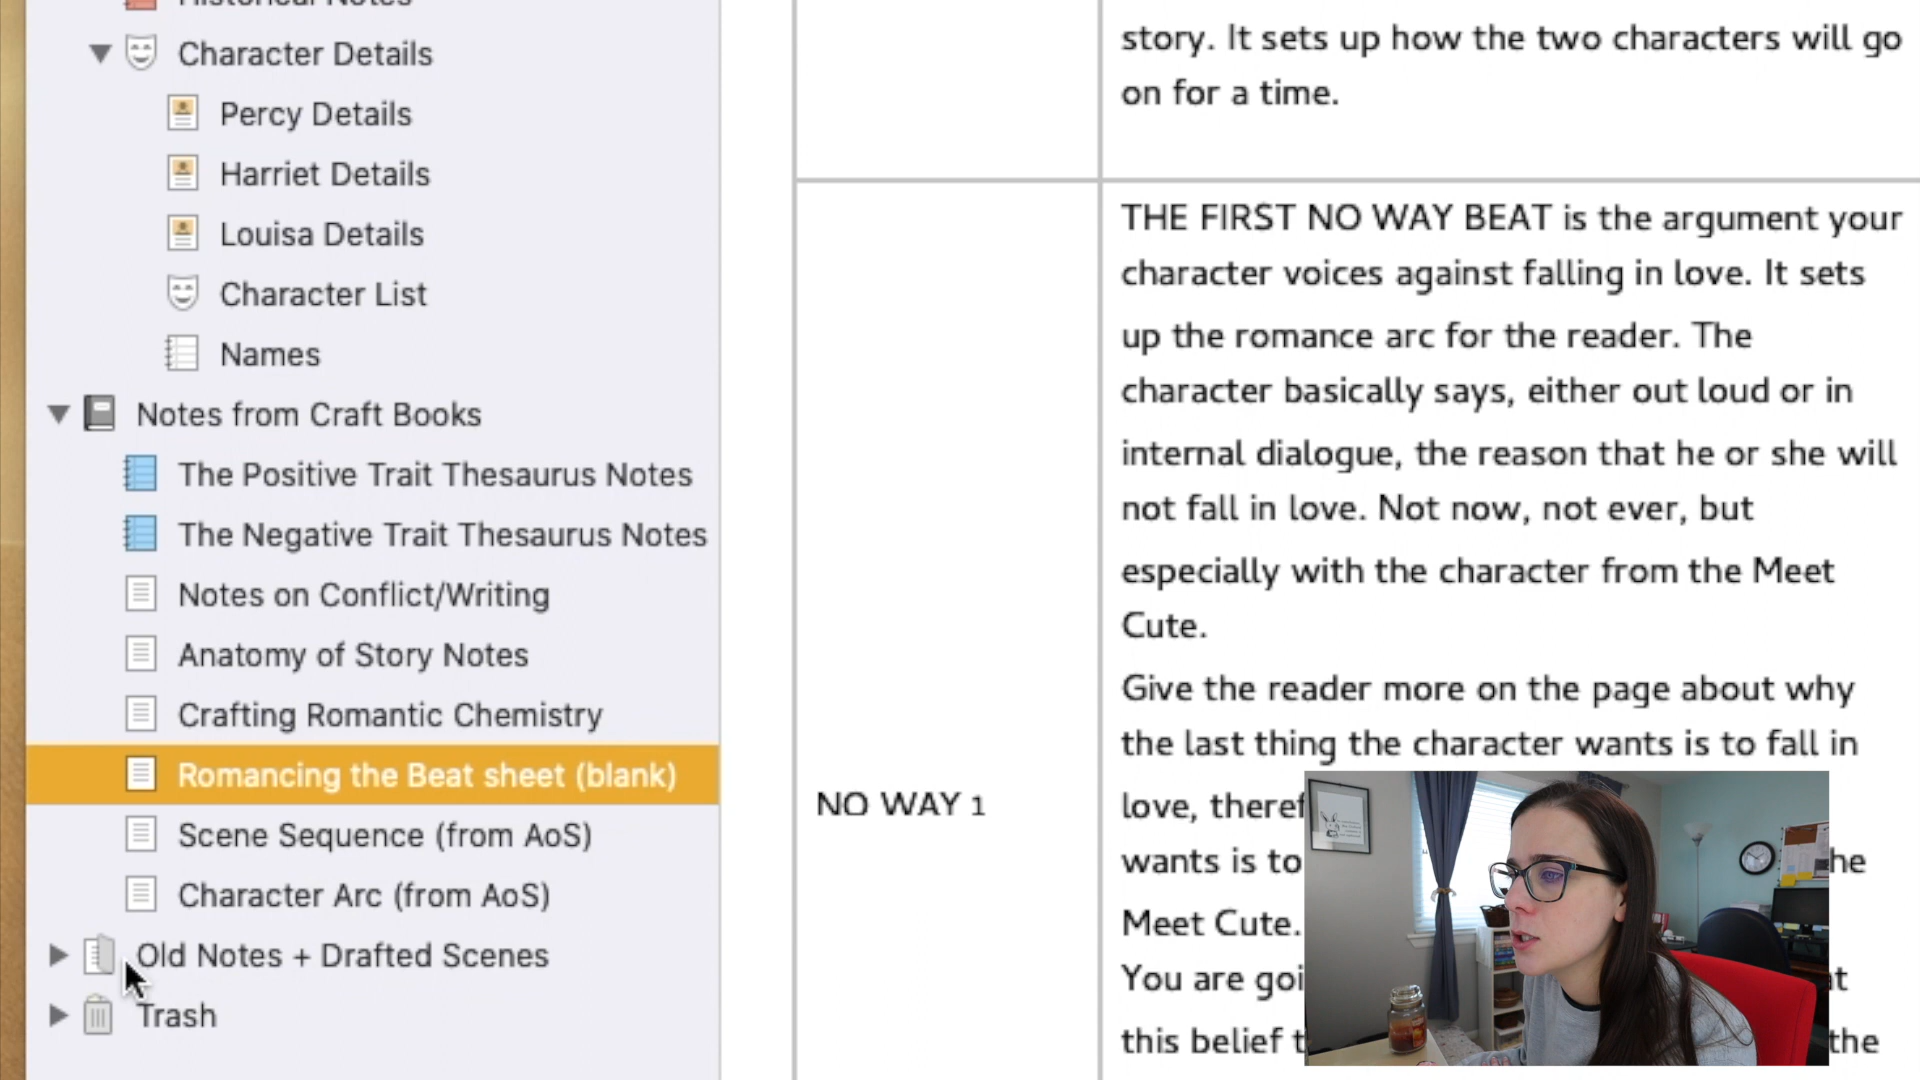 Historical Notes
Character Details
Percy Details
Harriet Details
Louisa Details
Character List
Names
Notes from Craft Books
The Positive Trait Thesaurus Notes
The Negative Trait Thesaurus Notes
Notes on Conflict/Writing
Anatomy of Story Notes
Crafting Romantic Chemistry
Romancing the Beat sheet (blank)
Scene Sequence (from AoS)
Character Arc (from AoS)
Old Notes + Drafted Scenes
Trash
story. It sets up how the two characters will go
on for a time.
NO WAY 1
THE FIRST NO WAY BEAT is the argument your
character voices against falling in love. It sets
up the romance arc for the reader. The
character basically says, either out loud or in
internal dialogue, the reason that he or she will
not fall in love. Not now, not ever, but
especially with the character from the Meet
Cute.
Give the reader more on the page about why
the last thing the character wants is to fall in
love,
wants is to
Meet Cute.
You are
this belief
the